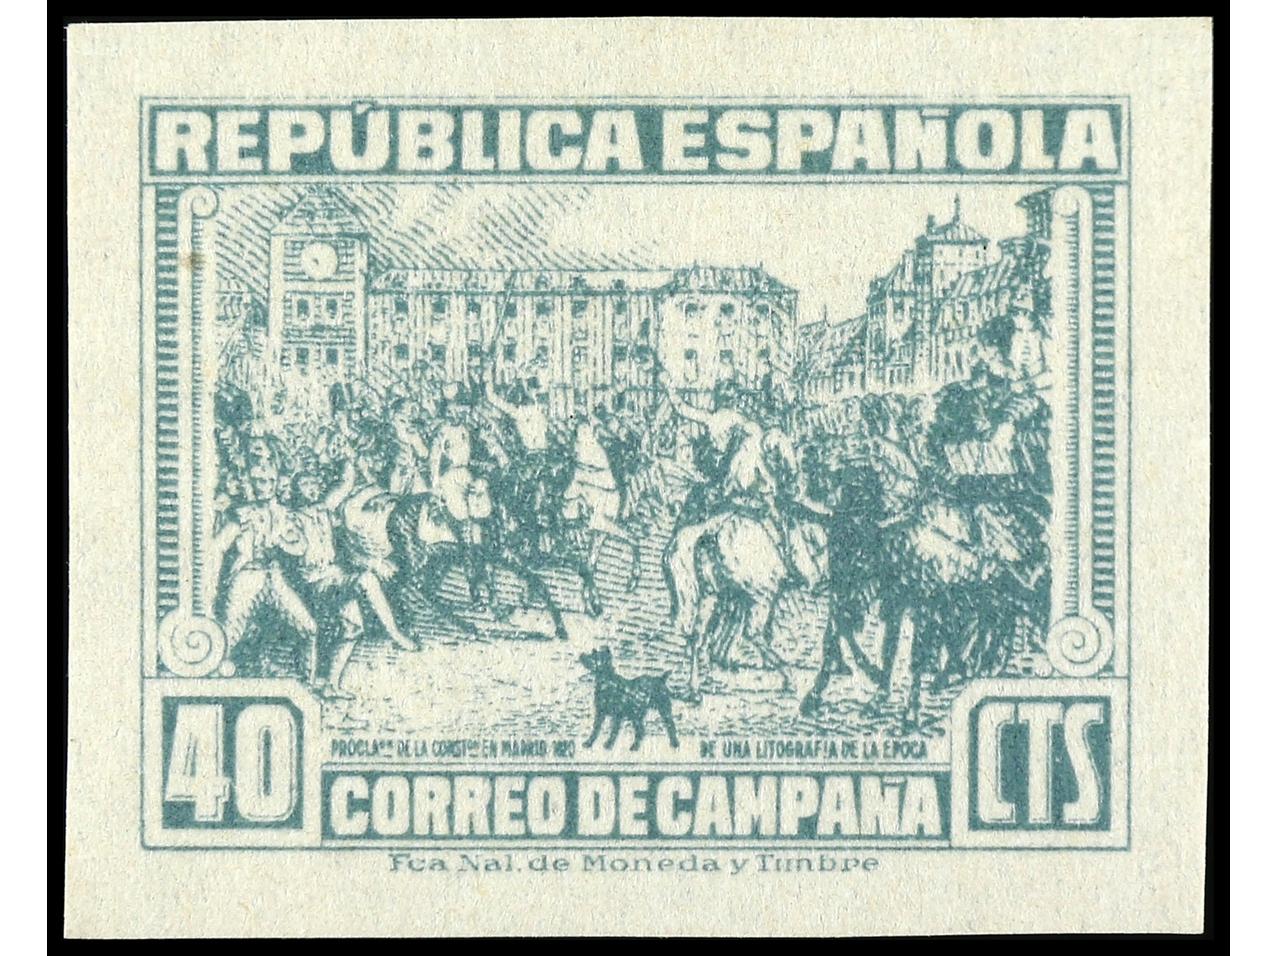 REPÚBLICA ESPAÑOLA
40 CTS
PROCLAᵒⁿ DE LA CONSTᵒⁿ EN MADRID 1820 DE UNA LITOGRAFIA DE LA EPOCA
CORREO DE CAMPAÑA
Fca Nal. de Moneda y Timbre